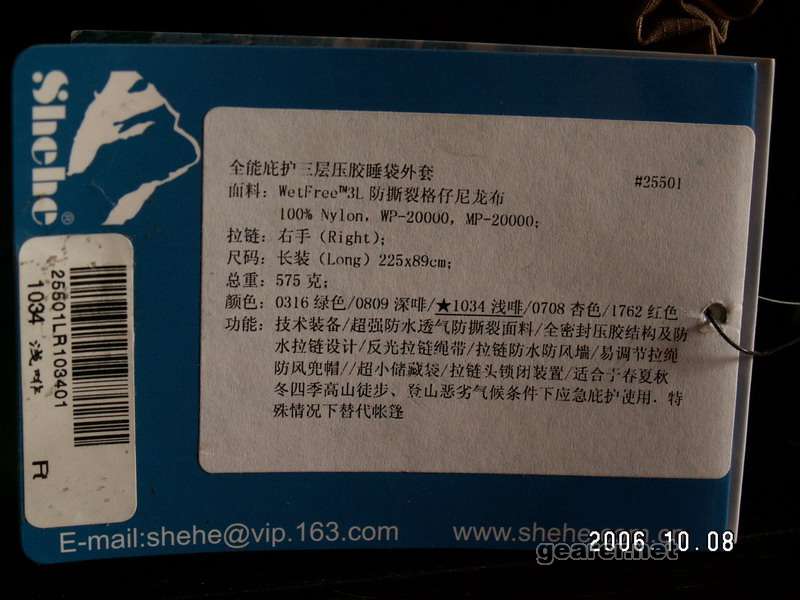 Shehe®
全能庇护三层压胶睡袋外套
#25501
面料: WetFree™3L 防撕裂格仔尼龙布
100% Nylon, WP-20000, MP-20000;
拉链: 右手 (Right);
尺码: 长装 (Long) 225x89cm;
总重: 575 克;
颜色: 0316 绿色/0809 深啡/★1034 浅啡/0708 杏色/1762 红色
功能: 技术装备/超强防水透气防撕裂面料/全密封压胶结构及防
水拉链设计/反光拉链绳带/拉链防水防风墙/易调节拉绳
防风兜帽//超小储藏袋/拉链头锁闭装置/适合于春夏秋
冬四季高山徒步、登山恶劣气候条件下应急庇护使用. 特
殊情况下替代帐篷
25501LR103401
1034 浅啡
R
E-mail:shehe@vip.163.com
www.shehe.com.cn
2006 10.08
gearer.net